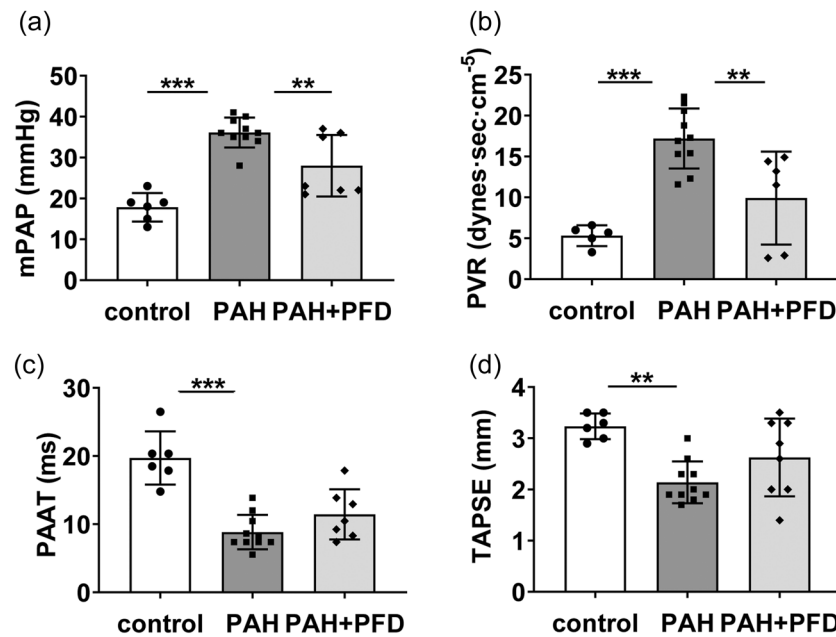 (a)
mPAP (mmHg)
50
40
30
20
10
0
***
**
control PAH PAH+PFD
(b)
PVR (dynes·sec·cm-5)
25
20
15
10
5
0
***
**
control PAH PAH+PFD
(c)
PAAT (ms)
30
20
10
0
***
control PAH PAH+PFD
(d)
TAPSE (mm)
4
3
2
1
0
**
control PAH PAH+PFD